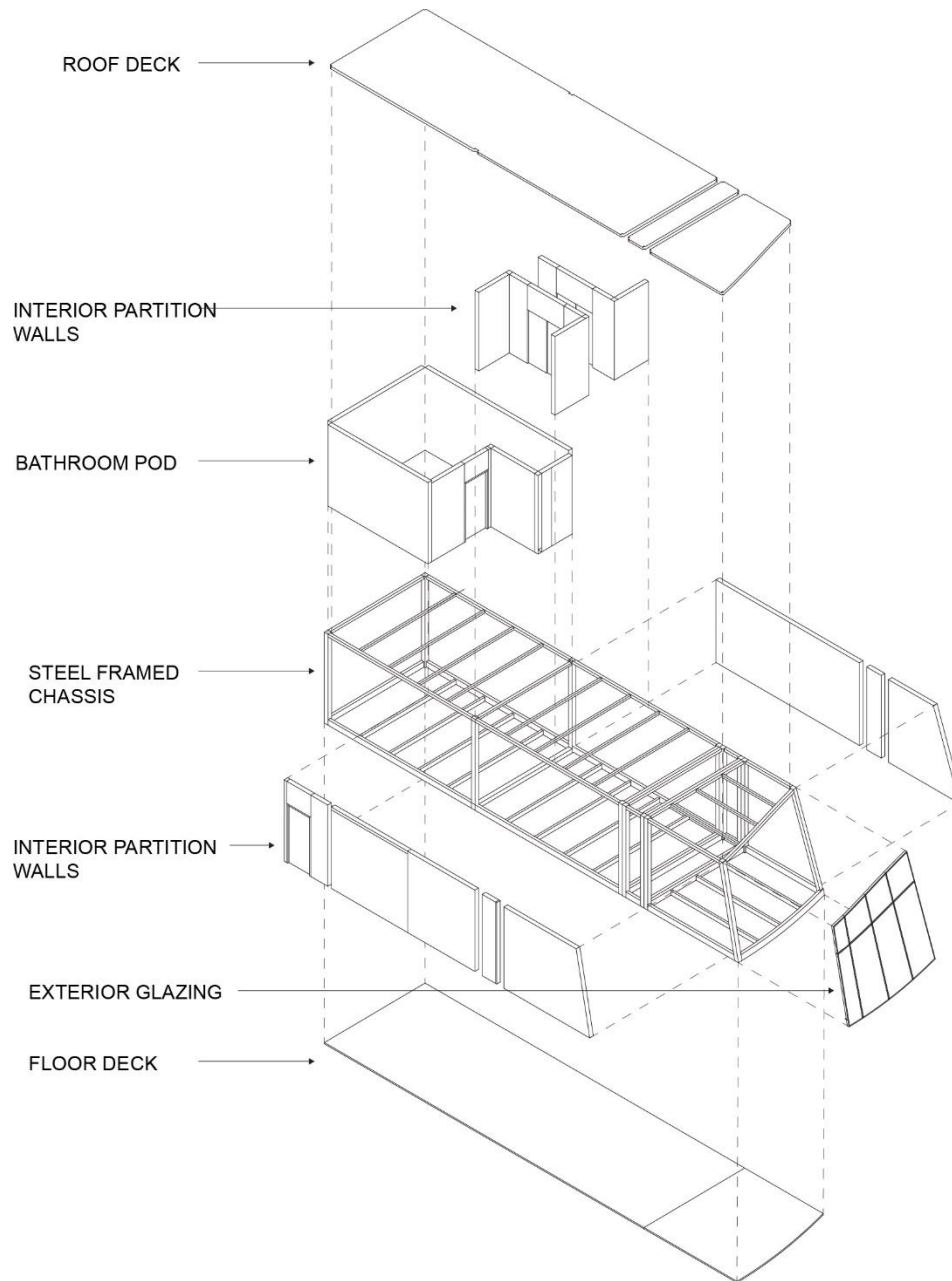 ROOF DECK
INTERIOR PARTITION
WALLS
BATHROOM POD
STEEL FRAMED
CHASSIS
INTERIOR PARTITION
WALLS
EXTERIOR GLAZING
FLOOR DECK